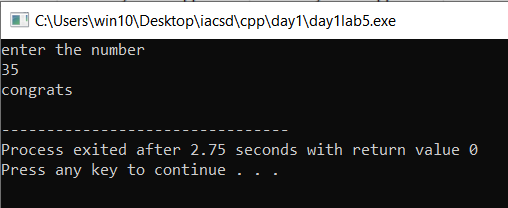 C:\Users\win10\Desktop\iacsd\cpp\day1\day1lab5.exe
enter the number
35
congrats
--------------------------------
Process exited after 2.75 seconds with return value 0
Press any key to continue . . .